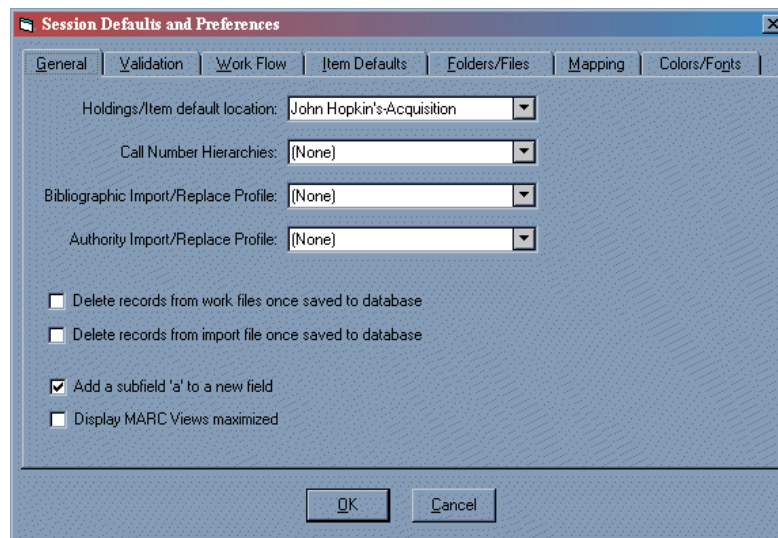 Session Defaults and Preferences
General Validation Work Flow Item Defaults Folders/Files Mapping Colors/Fonts
Holdings/Item default location: John Hopkin's-Acquisition
Call Number Hierarchies: (None)
Bibliographic Import/Replace Profile: (None)
Authority Import/Replace Profile: (None)
Delete records from work files once saved to database
Delete records from import file once saved to database
Add a subfield 'a' to a new field
Display MARC Views maximized
OK Cancel